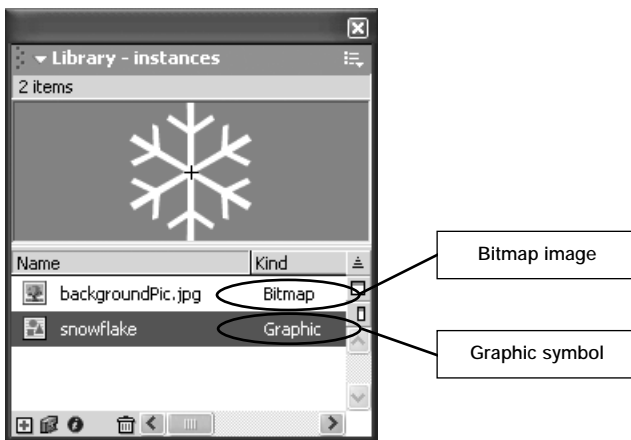 Library - instances
2 items
Name Kind
backgroundPic.jpg Bitmap
snowflake Graphic
Bitmap image
Graphic symbol